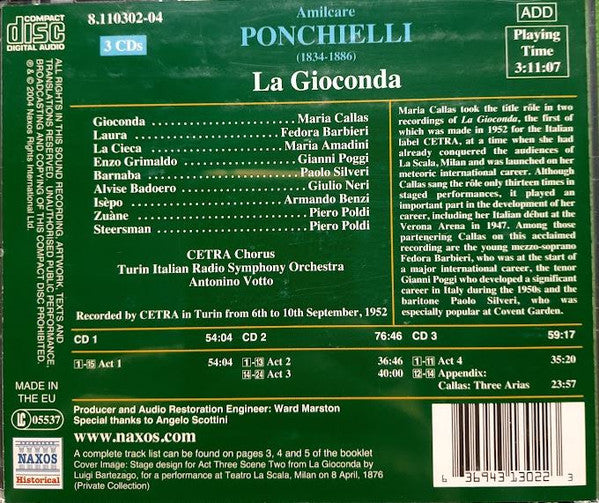 COMPACT
disc
DIGITAL AUDIO
8.110302-04
3 CDs
Amilcare
PONCHIELLI
(1834-1886)
La Gioconda
ADD
Playing
Time
3:11:07
ALL RIGHTS IN THIS SOUND RECORDING, ARTWORK, TEXTS AND
TRANSLATIONS RESERVED. UNAUTHORISED PUBLIC PERFORMANCE,
BROADCASTING AND COPYING OF THIS COMPACT DISC PROHIBITED.
℗ & © 2004 Naxos Rights International Ltd.
Gioconda . . . . . . . . . . . . . . . . . Maria Callas
Laura . . . . . . . . . . . . . . . . . Fedora Barbieri
La Cieca . . . . . . . . . . . . . . . . . Maria Amadini
Enzo Grimaldo . . . . . . . . . . . . . . . . . Gianni Poggi
Barnaba . . . . . . . . . . . . . . . . . Paolo Silveri
Alvise Badoero . . . . . . . . . . . . . . . . . Giulio Neri
Isèpo . . . . . . . . . . . . . . . . . Armando Benzi
Zuàne . . . . . . . . . . . . . . . . . Piero Poldi
Steersman . . . . . . . . . . . . . . . . . Piero Poldi
CETRA Chorus
Turin Italian Radio Symphony Orchestra
Antonino Votto
Recorded by CETRA in Turin from 6th to 10th September, 1952
Maria Callas took the title rôle in two
recordings of La Gioconda, the first of
which was made in 1952 for the Italian
label CETRA, at a time when she had
already conquered the audiences of
La Scala, Milan and was launched on her
meteoric international career. Although
Callas sang the rôle only thirteen times in
staged performances, it played an
important part in the development of her
career, including her Italian début at the
Verona Arena in 1947. Among those
partenering Callas on this acclaimed
recording are the young mezzo-soprano
Fedora Barbieri, who was at the start of
a major international career, the tenor
Gianni Poggi who developed a significant
career in Italy during the 1950s and the
baritone Paolo Silveri, who was
especially popular at Covent Garden.
CD 1 54:04 CD 2 76:46 CD 3 59:17
1-15 Act 1 54:04 1-13 Act 2 36:46 1-11 Act 4 35:20
14-24 Act 3 40:00 12-14 Appendix:
Callas: Three Arias 23:57
MADE IN
THE EU
LC 05537
Producer and Audio Restoration Engineer: Ward Marston
Special thanks to Angelo Scottini
NAXOS
Historical
www.naxos.com
A complete track list can be found on pages 3, 4 and 5 of the booklet
Cover Image: Stage design for Act Three Scene Two from La Gioconda by
Luigi Bartezago, for a performance at Teatro La Scala, Milan on 8 April, 1876
(Private Collection)
6 36943 13022 3